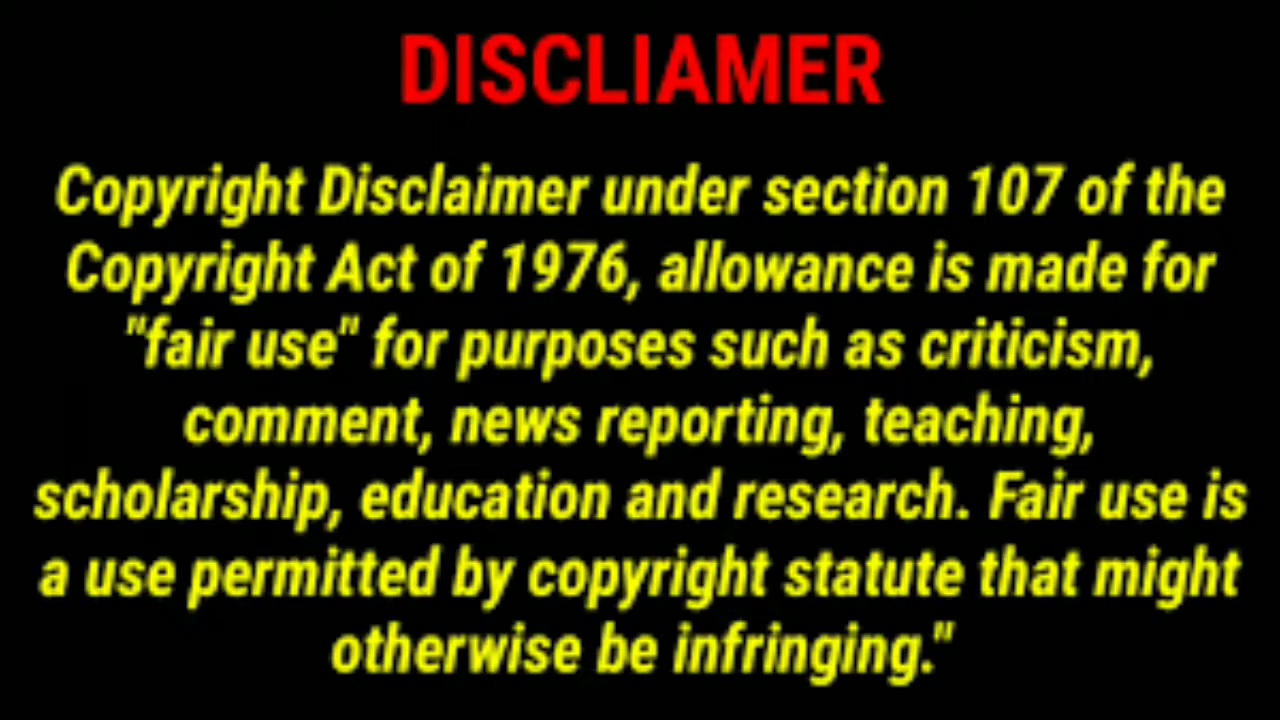 DISCLIAMER
Copyright Disclaimer under section 107 of the
Copyright Act of 1976, allowance is made for
"fair use" for purposes such as criticism,
comment, news reporting, teaching,
scholarship, education and research. Fair use is
a use permitted by copyright statute that might
otherwise be infringing."